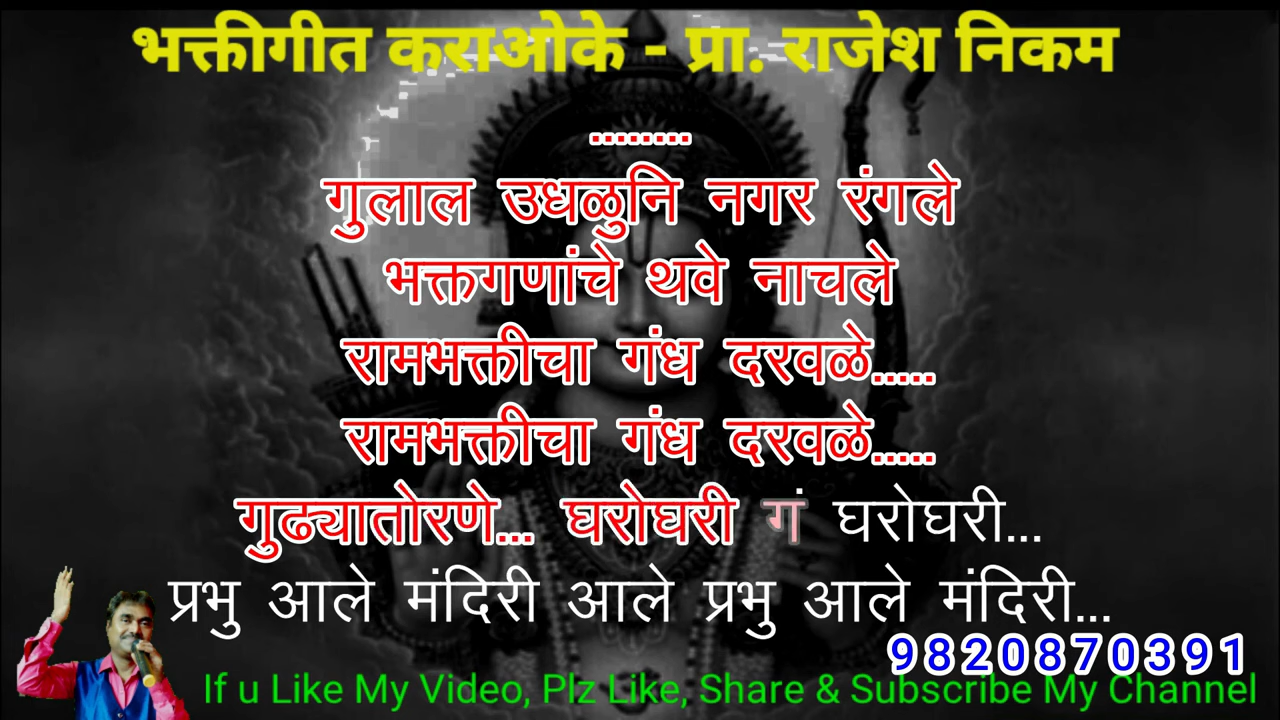 भक्तीगीत कराओके - प्रा. राजेश निकम
........
गुलाल उधळुनि नगर रंगले
भक्तगणांचे थवे नाचले
रामभक्तीचा गंध दरवळे.....
रामभक्तीचा गंध दरवळे.....
गुढ्यातोरणे... घरोघरी गं घरोघरी...
प्रभु आले मंदिरी आले प्रभु आले मंदिरी...
9820870391
If u Like My Video, Plz Like, Share & Subscribe My Channel